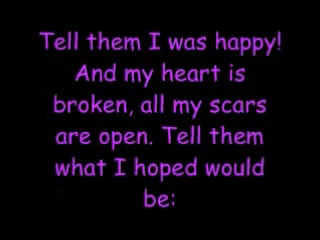 Tell them I was happy!
And my heart is
broken, all my scars
are open. Tell them
what I hoped would
be: